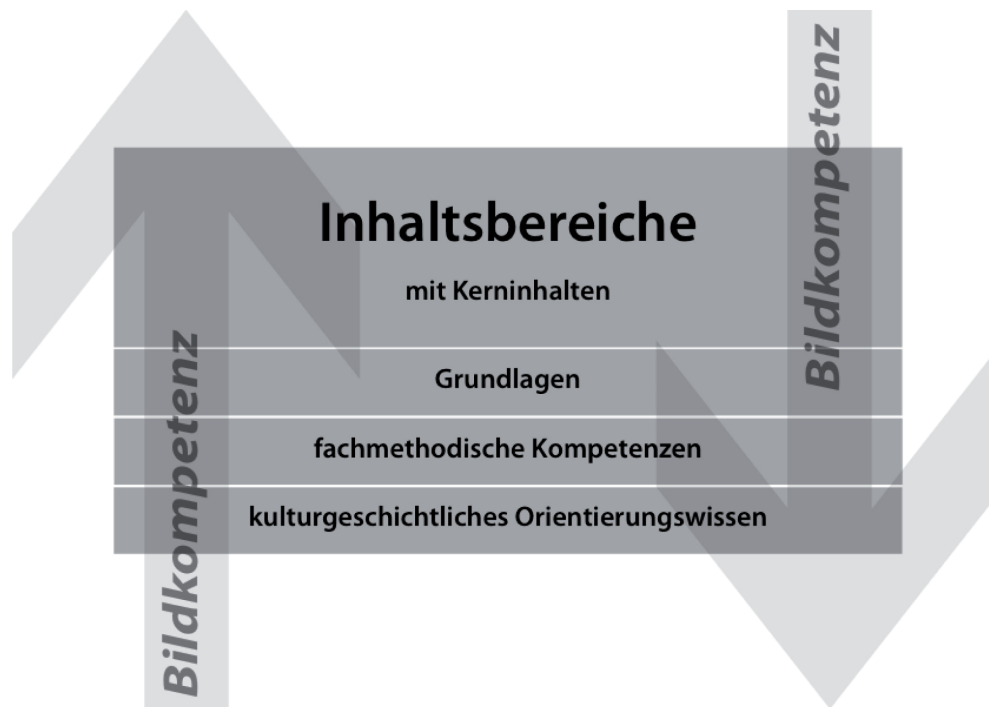 Inhaltsbereiche
mit Kerninhalten
Grundlagen
fachmethodische Kompetenzen
kulturgeschichtliches Orientierungswissen
Bildkompetenz
Bildkompetenz